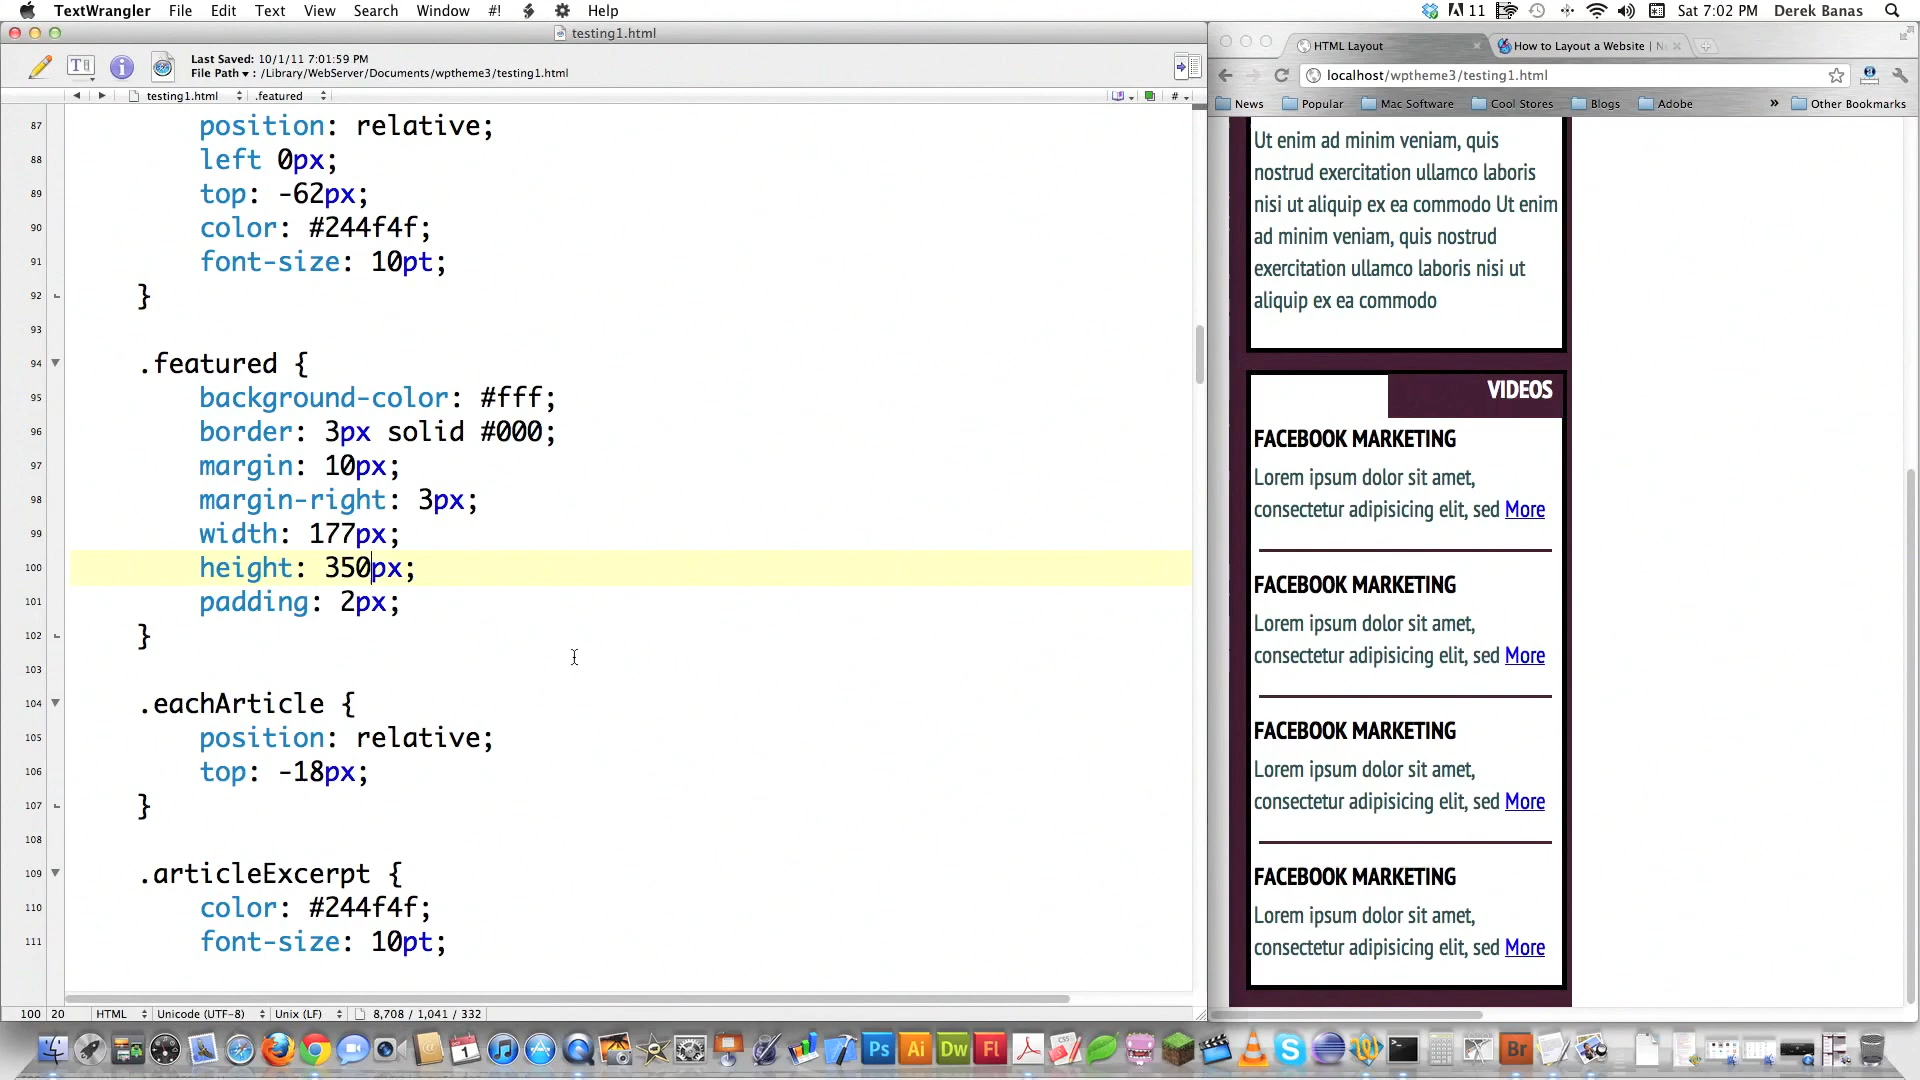 TextWrangler File Edit Text View Search Window #! Help
11 Sat 7:02 PM Derek Banas
testing1.html
Last Saved: 10/1/11 7:01:59 PM
File Path ▾ : /Library/WebServer/Documents/wptheme3/testing1.html
testing1.html .featured
87 position: relative;
88 left 0px;
89 top: -62px;
90 color: #244f4f;
91 font-size: 10pt;
92 }
93
94 .featured {
95 background-color: #fff;
96 border: 3px solid #000;
97 margin: 10px;
98 margin-right: 3px;
99 width: 177px;
100 height: 350px;
101 padding: 2px;
102 }
103
104 .eachArticle {
105 position: relative;
106 top: -18px;
107 }
108
109 .articleExcerpt {
110 color: #244f4f;
111 font-size: 10pt;
100 20 HTML Unicode (UTF-8) Unix (LF) 8,708 / 1,041 / 332
HTML Layout How to Layout a Website |
localhost/wptheme3/testing1.html
News Popular Mac Software Cool Stores Blogs Adobe » Other Bookmarks
Ut enim ad minim veniam, quis
nostrud exercitation ullamco laboris
nisi ut aliquip ex ea commodo Ut enim
ad minim veniam, quis nostrud
exercitation ullamco laboris nisi ut
aliquip ex ea commodo
VIDEOS
FACEBOOK MARKETING
Lorem ipsum dolor sit amet,
consectetur adipisicing elit, sed More
FACEBOOK MARKETING
Lorem ipsum dolor sit amet,
consectetur adipisicing elit, sed More
FACEBOOK MARKETING
Lorem ipsum dolor sit amet,
consectetur adipisicing elit, sed More
FACEBOOK MARKETING
Lorem ipsum dolor sit amet,
consectetur adipisicing elit, sed More
1 Ps Ai Dw Fl Br